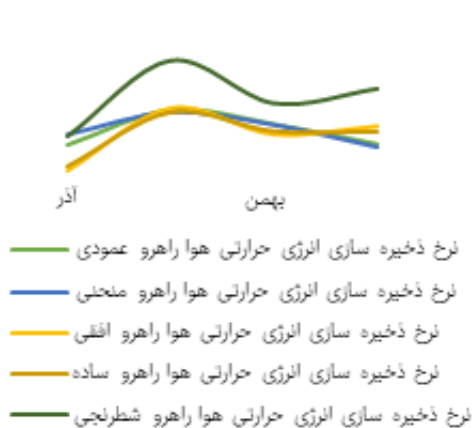 آذر بهمن
نرخ ذخیره سازی انرژی حرارتی هوا راهرو عمودی
نرخ ذخیره سازی انرژی حرارتی هوا راهرو منحنی
نرخ ذخیره سازی انرژی حرارتی هوا راهرو افقی
نرخ ذخیره سازی انرژی حرارتی هوا راهرو ساده
نرخ ذخیره سازی انرژی حرارتی هوا راهرو شطرنجی